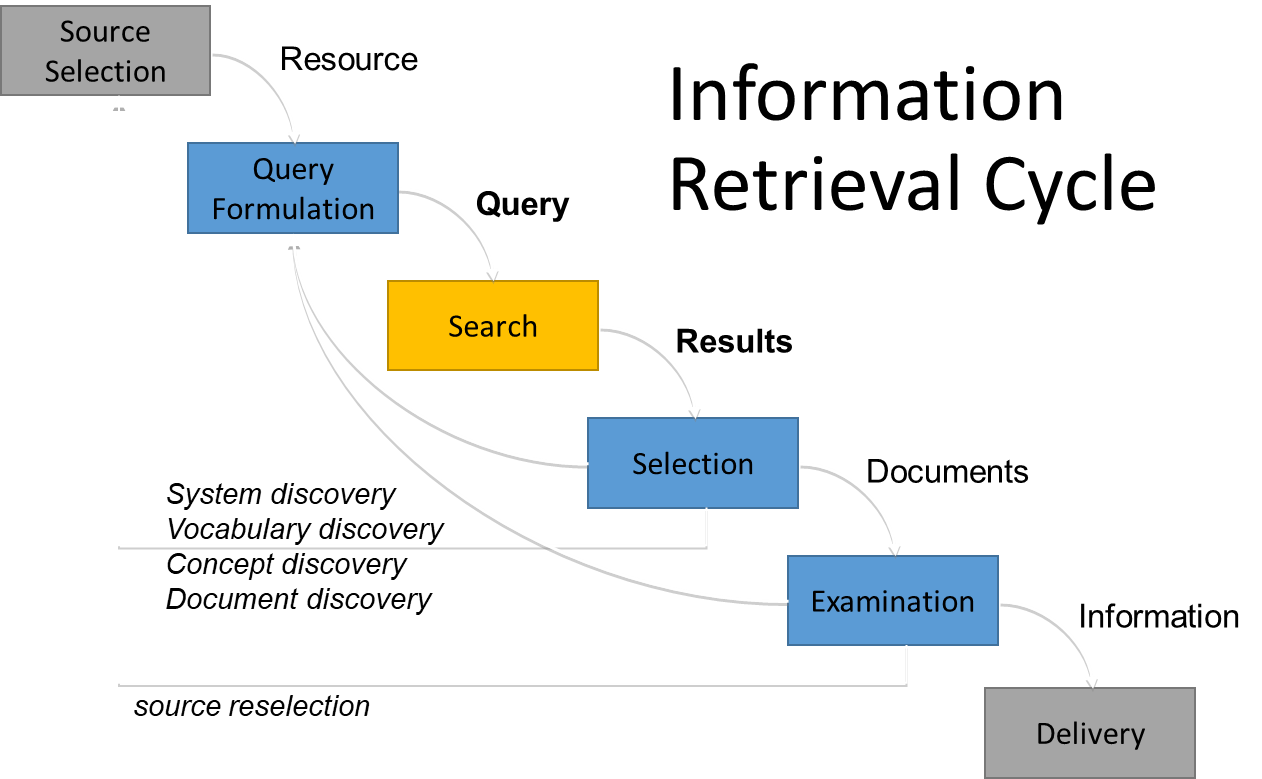 Source
Selection
Resource
Information
Retrieval Cycle
Query
Formulation
Query
Search
Results
Selection
Documents
System discovery
Vocabulary discovery
Concept discovery
Document discovery
Examination
Information
source reselection
Delivery